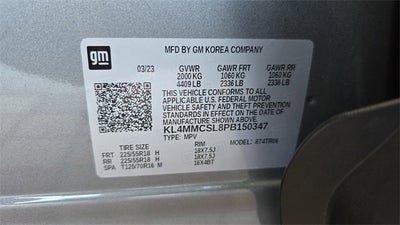 gm
MFD BY GM KOREA COMPANY
03/23 GVWR GAWR FRT GAWR RR
2000 KG 1060 KG 1060 KG
4409 LB 2336 LB 2336 LB
THIS VEHICLE CONFORMS TO ALL
APPLICABLE U.S. FEDERAL MOTOR
VEHICLE SAFETY AND THEFT PREVENTION
STANDARDS IN EFFECT ON THE DATE OF
MANUFACTURE SHOWN ABOVE.
KL4MMCSL8PB150347
TYPE: MPV MODEL:
TIRE SIZE RIM
FRT 225/55R18 H 18X7.5J
RR 225/55R18 H 18X7.5J
SPA T125/70R16 M 16X4BT